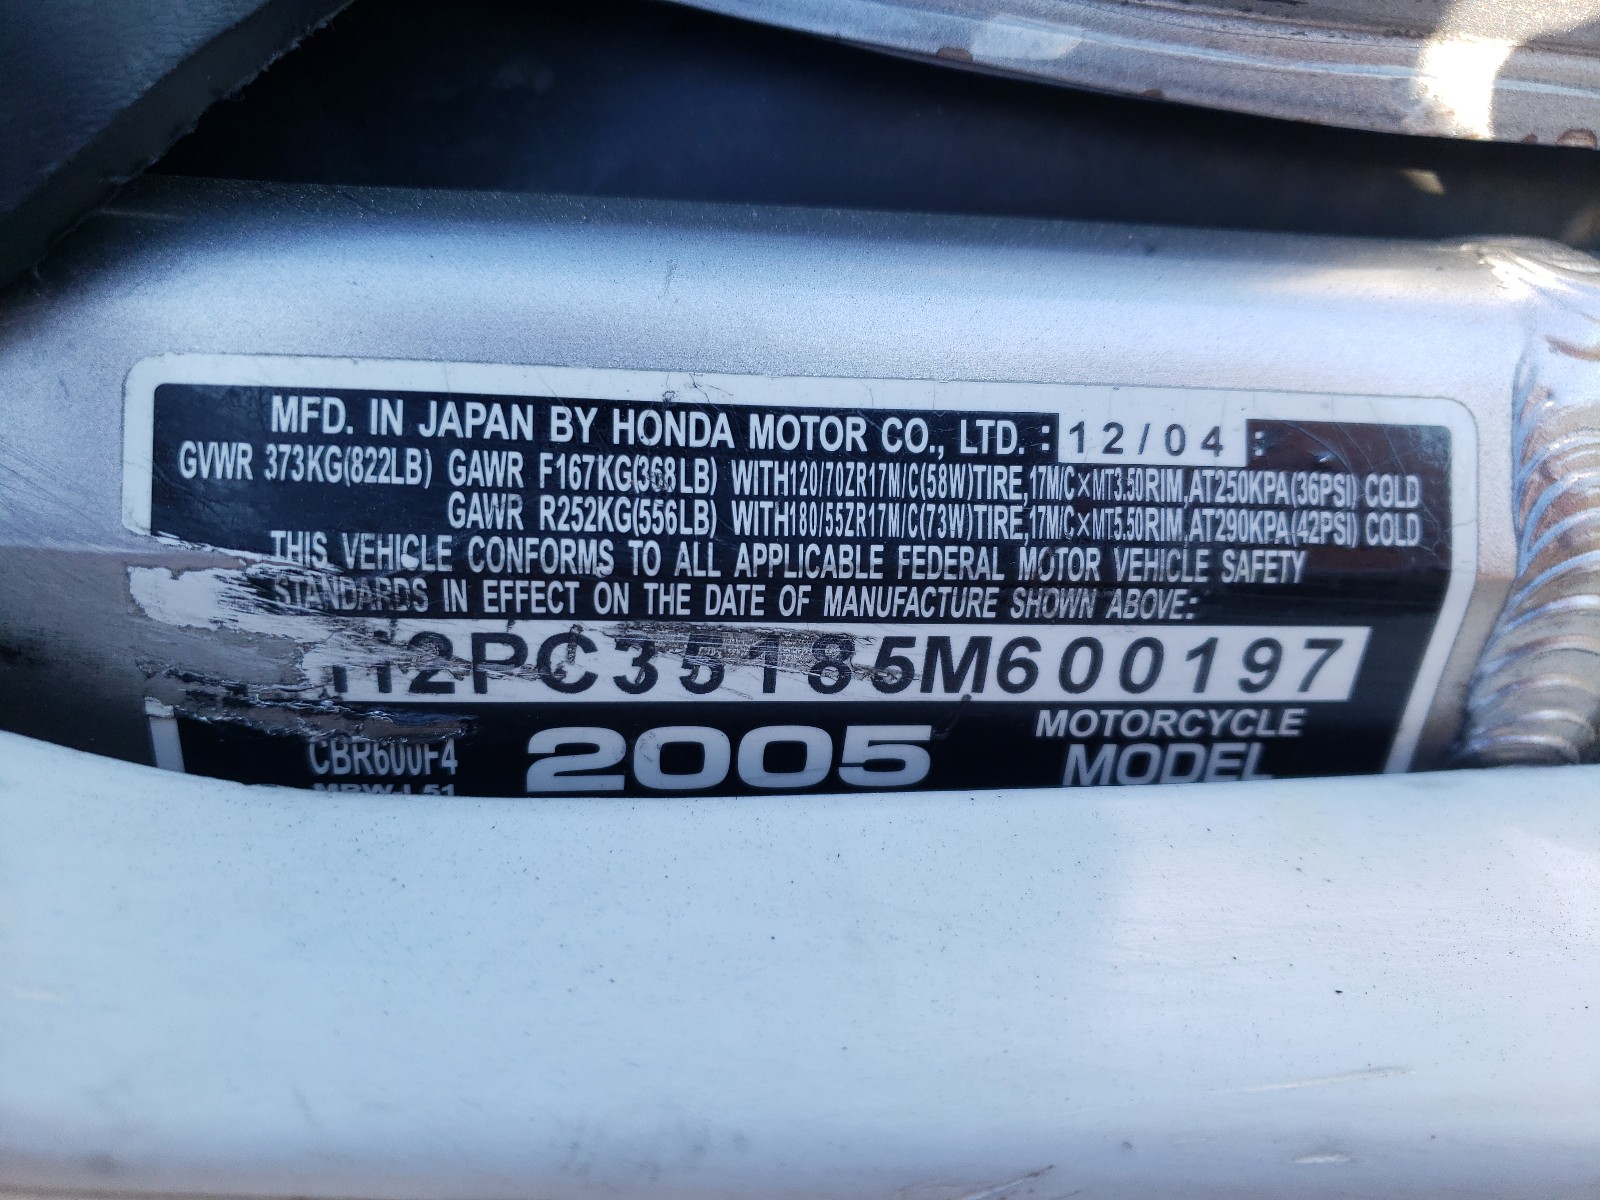 MFD. IN JAPAN BY HONDA MOTOR CO., LTD. : 12/04 :
GVWR 373KG(822LB) GAWR F167KG(368LB) WITH120/70ZR17M/C(58W)TIRE,17M/C×MT3.50RIM,AT250KPA(36PSI) COLD
GAWR R252KG(556LB) WITH180/55ZR17M/C(73W)TIRE,17M/C×MT5.50RIM,AT290KPA(42PSI) COLD
THIS VEHICLE CONFORMS TO ALL APPLICABLE FEDERAL MOTOR VEHICLE SAFETY
STANDARDS IN EFFECT ON THE DATE OF MANUFACTURE SHOWN ABOVE:
H2PC35185M600197
CBR600F4 2005 MOTORCYCLE
MODEL